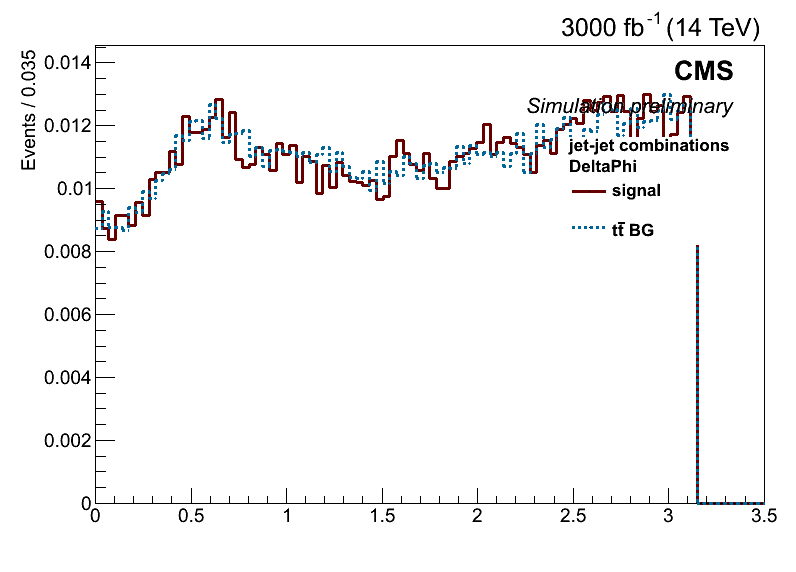 3000 fb⁻¹ (14 TeV)
Events / 0.035
CMS
Simulation preliminary
jet-jet combinations
DeltaPhi
signal
tt̄ BG
0.014
0.012
0.01
0.008
0.006
0.004
0.002
0
0 0.5 1 1.5 2 2.5 3 3.5